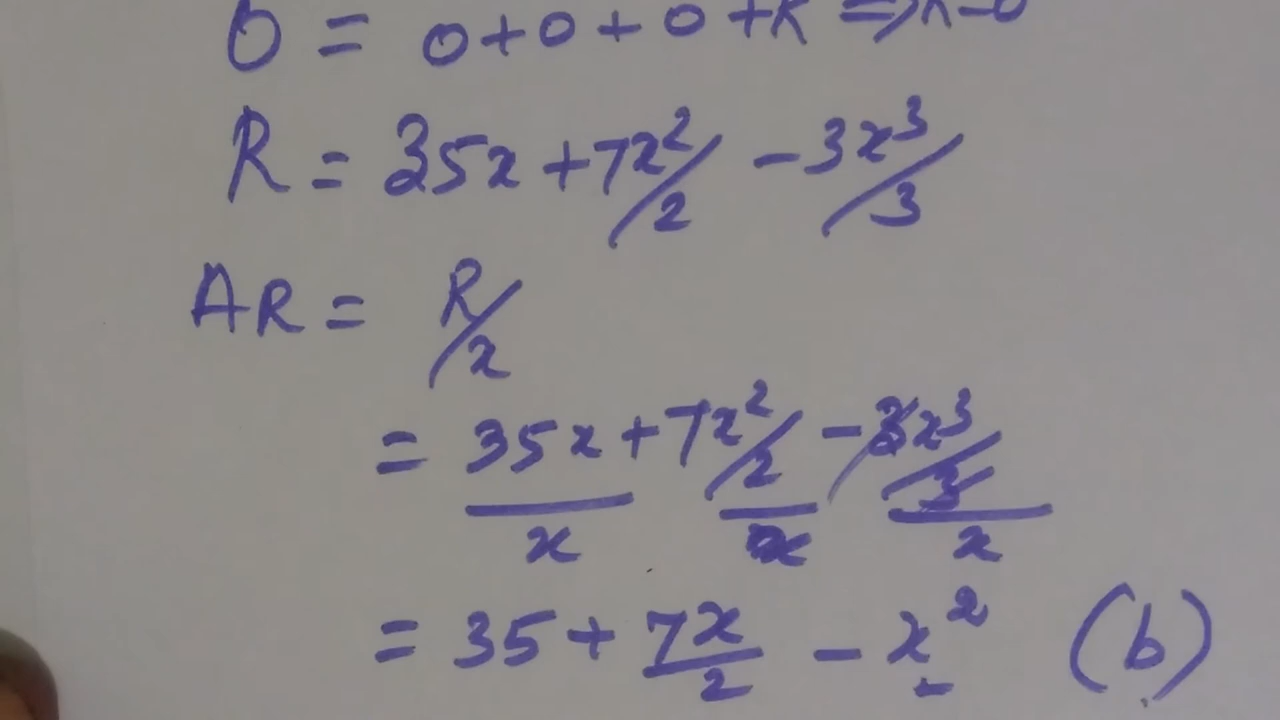 0 = 0+0+0+K => K=0
R = 35x + 7x²/2 - 3x³/3
AR = R/x
= 35x/x + 7x²/2/x - 3x³/3/x
= 35 + 7x/2 - x² (b)